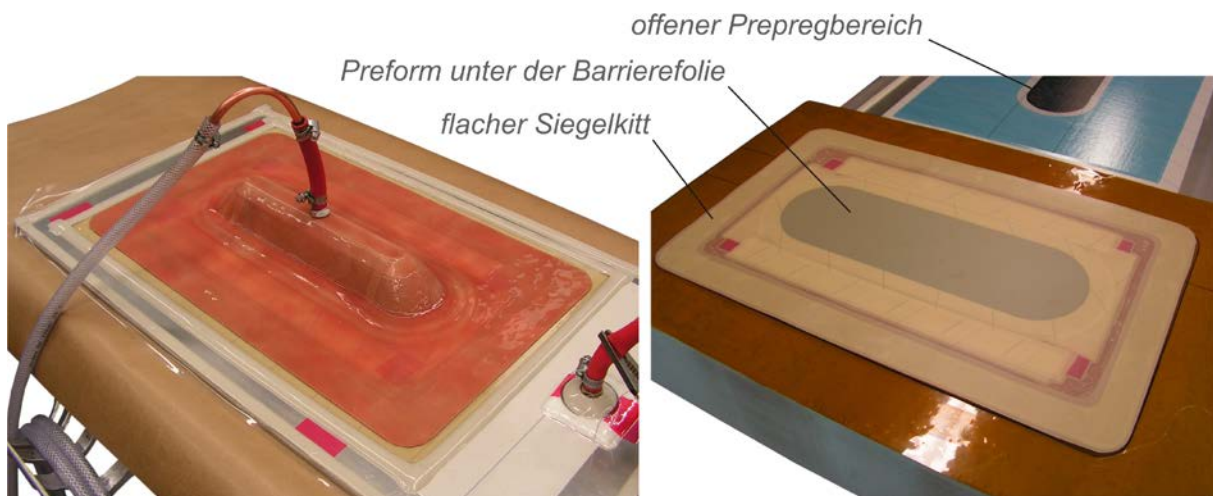 offener Prepregbereich
Preform unter der Barrierefolie
flacher Siegelkitt